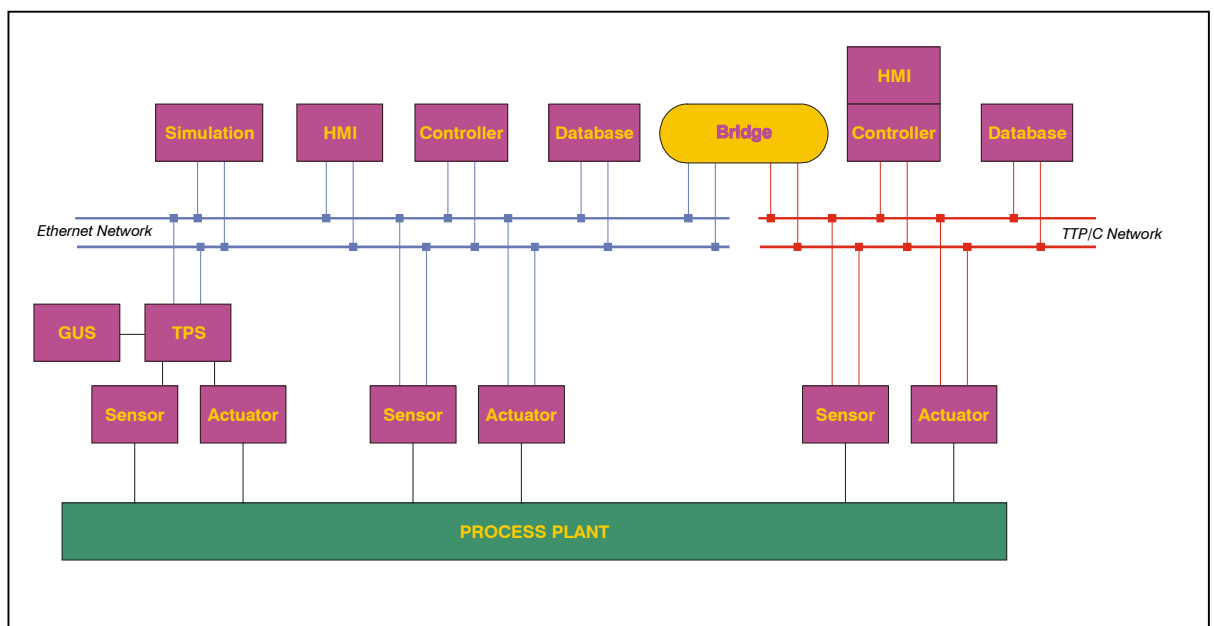 HMI
Simulation
HMI
Controller
Database
Bridge
Controller
Database
Ethernet Network
TTP/C Network
GUS
TPS
Sensor
Actuator
Sensor
Actuator
Sensor
Actuator
PROCESS PLANT